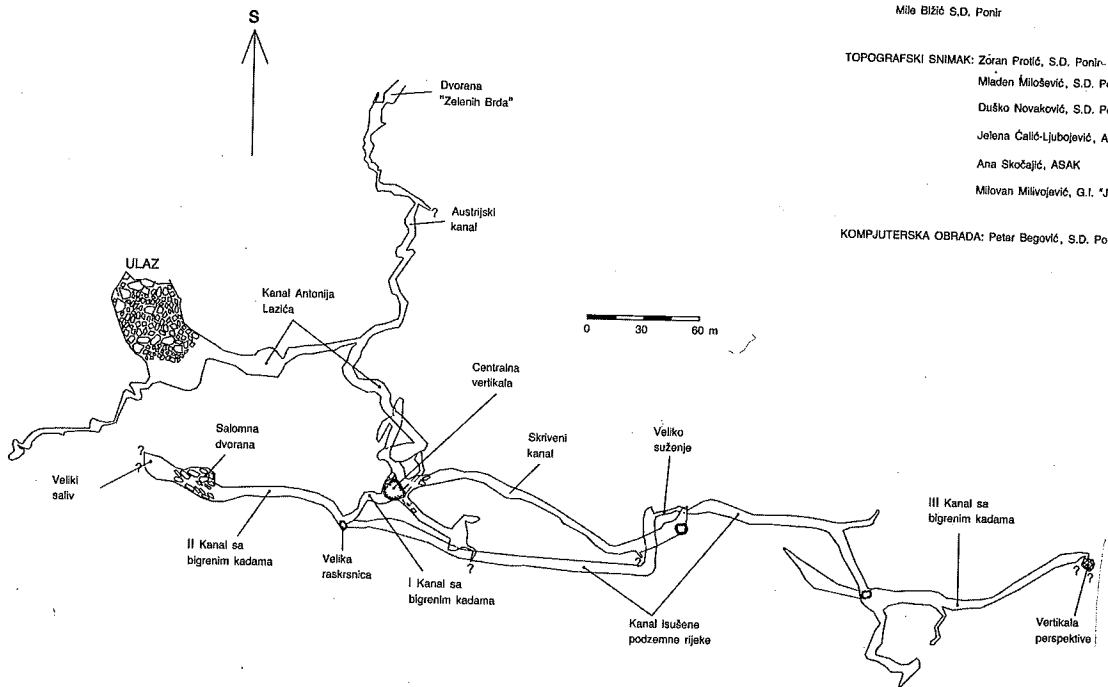 Mile Bižić S.D. Ponir
TOPOGRAFSKI SNIMAK: Zoran Protić, S.D. Ponir
Mladen Milošević, S.D.
Duško Novaković, S.D.
Jelena Ćalić-Ljubojević,
Ana Skočajić, ASAK
Milovan Milivojević, G.I.
KOMPJUTERSKA OBRADA: Petar Begović, S.D.
S
Dvorana
"Zelenih Brda"
?
Austrijski
kanal
ULAZ
Kanal Antonija
Lazića
0 30 60 m
Centralna
vertikala
Salomna
dvorana
Skriveni
kanal
Veliko
suženje
?
?
Veliki
saliv
III Kanal sa
bigrenim kadama
II Kanal sa
bigrenim kadama
Velika
raskrsnica
?
I Kanal sa
bigrenim kadama
Kanal Isušene
podzemne rijeke
? ?
Vertikala
perspektive